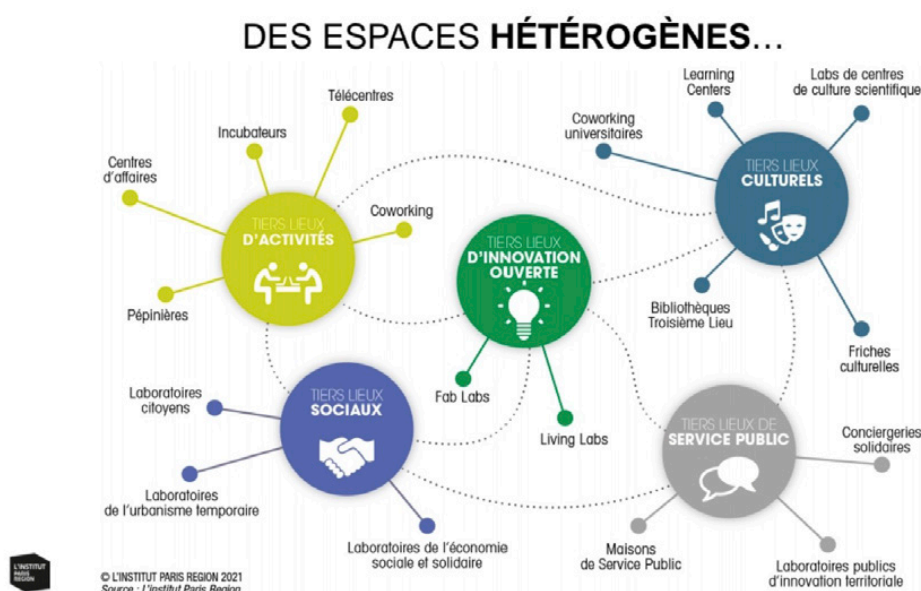 DES ESPACES HÉTÉROGÈNES...
Télécentres
Incubateurs
Centres
d'affaires
Coworking
Pépinières
TIERS LIEUX
D'ACTIVITÉS
Learning
Centers
Labs de centres
de culture scientifique
Coworking
universitaires
TIERS LIEUX
CULTURELS
Bibliothèques
Troisième Lieu
Friches
culturelles
TIERS LIEUX
D'INNOVATION
OUVERTE
Fab Labs
Living Labs
TIERS LIEUX
SOCIAUX
Laboratoires
citoyens
Laboratoires
de l'urbanisme temporaire
Laboratoires de l'économie
sociale et solidaire
TIERS LIEUX DE
SERVICE PUBLIC
Conciergeries
solidaires
Maisons
de Service Public
Laboratoires publics
d'innovation territoriale
L'INSTITUT
PARIS
REGION
© L'INSTITUT PARIS REGION 2021
Source : L'institut Paris Region